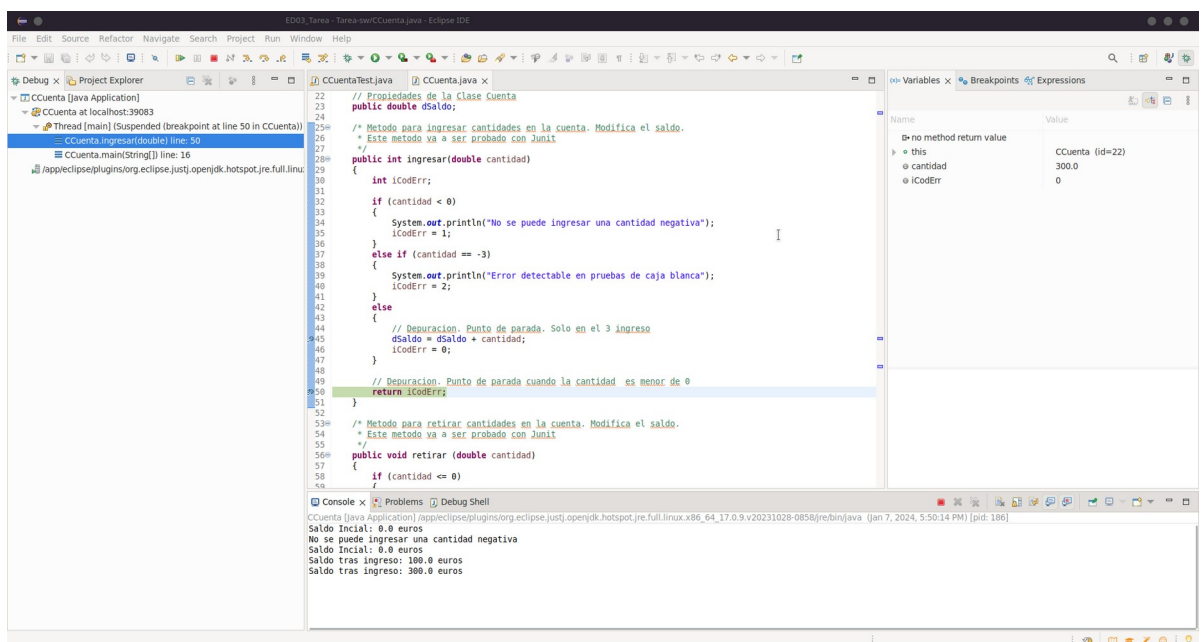 ED03_Tarea - Tarea-sw/CCuenta.java - Eclipse IDE
File Edit Source Refactor Navigate Search Project Run Window Help
Debug Project Explorer
CCuenta [Java Application]
CCuenta at localhost:39083
Thread [main] (Suspended (breakpoint at line 50 in CCuenta))
CCuenta.ingresar(double) line: 50
CCuenta.main(String[]) line: 16
/app/eclipse/plugins/org.eclipse.justj.openjdk.hotspot.jre.full.linu
CCuentaTest.java CCuenta.java
22 // Propiedades de la Clase Cuenta
23 public double dSaldo;
24
25 /* Metodo para ingresar cantidades en la cuenta. Modifica el saldo.
26 * Este metodo va a ser probado con Junit
27 */
28 public int ingresar(double cantidad)
29 {
30 int iCodErr;
31
32 if (cantidad < 0)
33 {
34 System.out.println("No se puede ingresar una cantidad negativa");
35 iCodErr = 1;
36 }
37 else if (cantidad == -3)
38 {
39 System.out.println("Error detectable en pruebas de caja blanca");
40 iCodErr = 2;
41 }
42 else
43 {
44 // Depuracion. Punto de parada. Solo en el 3 ingreso
45 dSaldo = dSaldo + cantidad;
46 iCodErr = 0;
47 }
48
49 // Depuracion. Punto de parada cuando la cantidad es menor de 0
50 return iCodErr;
51 }
52
53 /* Metodo para retirar cantidades en la cuenta. Modifica el saldo.
54 * Este metodo va a ser probado con Junit
55 */
56 public void retirar (double cantidad)
57 {
58 if (cantidad <= 0)
59 {
Variables Breakpoints Expressions
Name Value
no method return value
this CCuenta (id=22)
cantidad 300.0
iCodErr 0
Console Problems Debug Shell
CCuenta [Java Application] /app/eclipse/plugins/org.eclipse.justj.openjdk.hotspot.jre.full.linux.x86_64_17.0.9.v20231028-0858/jre/bin/java (Jan 7, 2024, 5:50:14 PM) [pid: 186]
Saldo Incial: 0.0 euros
No se puede ingresar una cantidad negativa
Saldo Incial: 0.0 euros
Saldo tras ingreso: 100.0 euros
Saldo tras ingreso: 300.0 euros